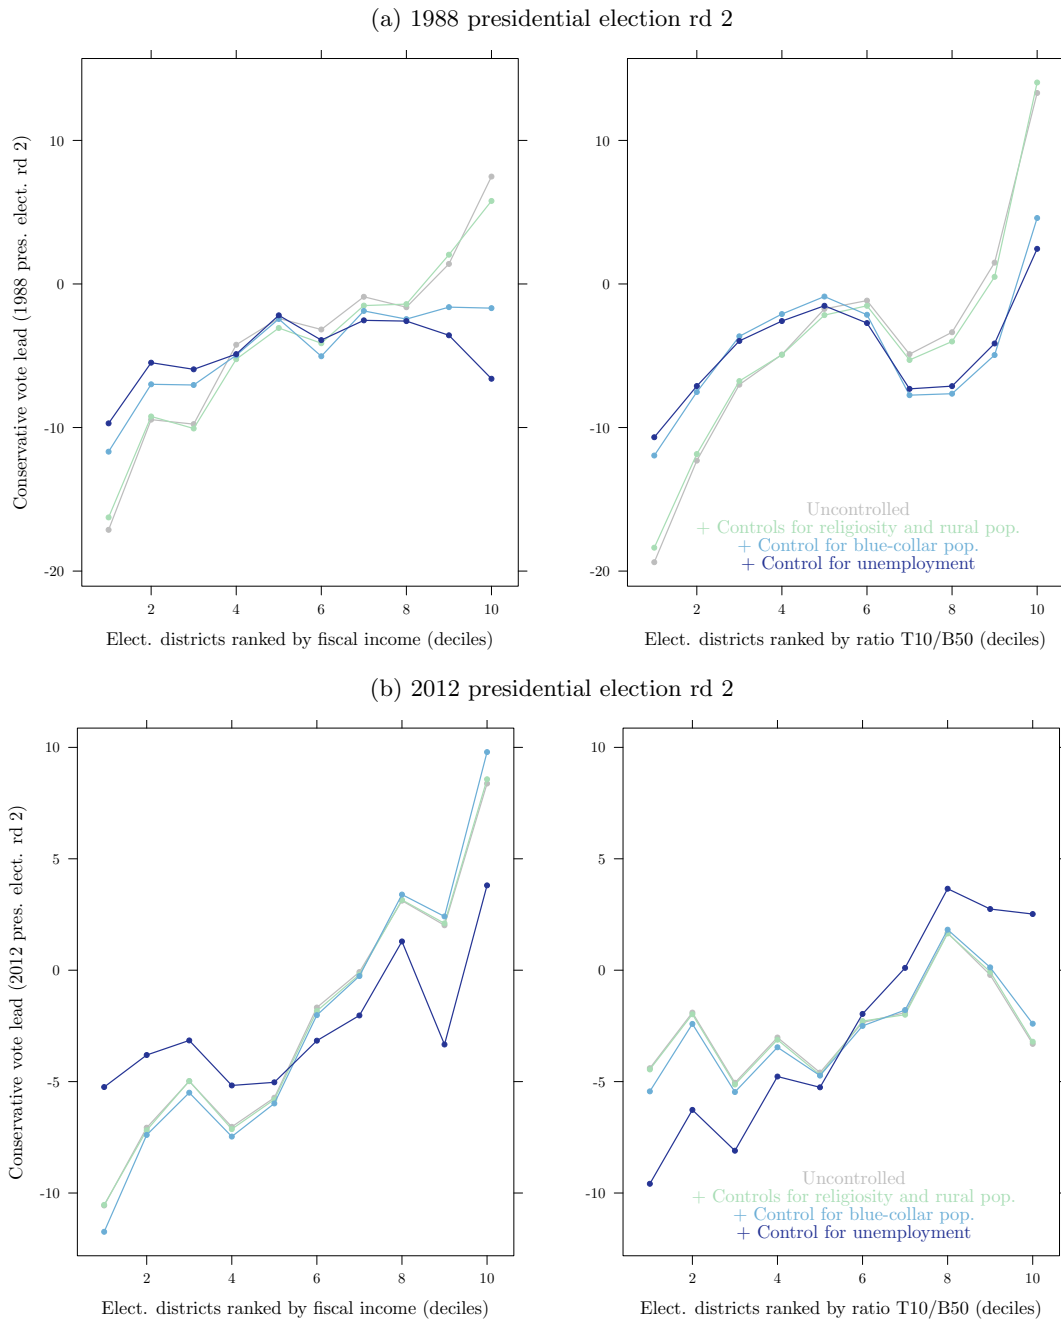 (a) 1988 presidential election rd 2
Conservative vote lead (1988 pres. elect. rd 2)
10
0
-10
-20
2 4 6 8 10
Elect. districts ranked by fiscal income (deciles)
10
0
-10
-20
Uncontrolled
+ Controls for religiosity and rural pop.
+ Control for blue-collar pop.
+ Control for unemployment
2 4 6 8 10
Elect. districts ranked by ratio T10/B50 (deciles)
(b) 2012 presidential election rd 2
Conservative vote lead (2012 pres. elect. rd 2)
10
5
0
-5
-10
2 4 6 8 10
Elect. districts ranked by fiscal income (deciles)
10
5
0
-5
-10
Uncontrolled
+ Controls for religiosity and rural pop.
+ Control for blue-collar pop.
+ Control for unemployment
2 4 6 8 10
Elect. districts ranked by ratio T10/B50 (deciles)